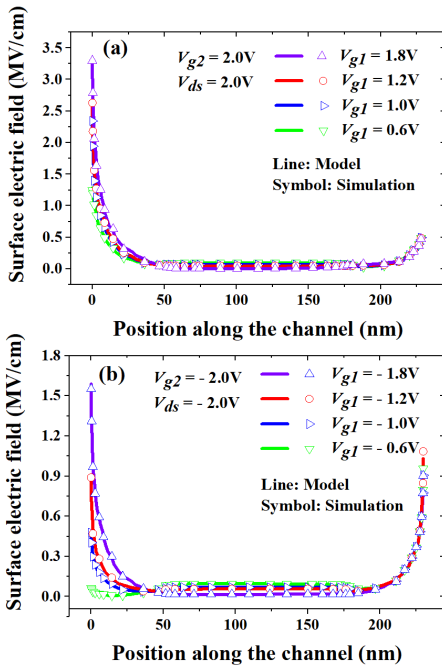 (a)
Vg2 = 2.0V
Vds = 2.0V
Vg1 = 1.8V
Vg1 = 1.2V
Vg1 = 1.0V
Vg1 = 0.6V
Line: Model
Symbol: Simulation
Surface electric field (MV/cm)
3.5
3.0
2.5
2.0
1.5
1.0
0.5
0.0
0 50 100 150 200
Position along the channel (nm)
(b)
Vg2 = - 2.0V
Vds = - 2.0V
Vg1 = - 1.8V
Vg1 = - 1.2V
Vg1 = - 1.0V
Vg1 = - 0.6V
Line: Model
Symbol: Simulation
Surface electric field (MV/cm)
1.8
1.5
1.2
0.9
0.6
0.3
0.0
0 50 100 150 200
Position along the channel (nm)